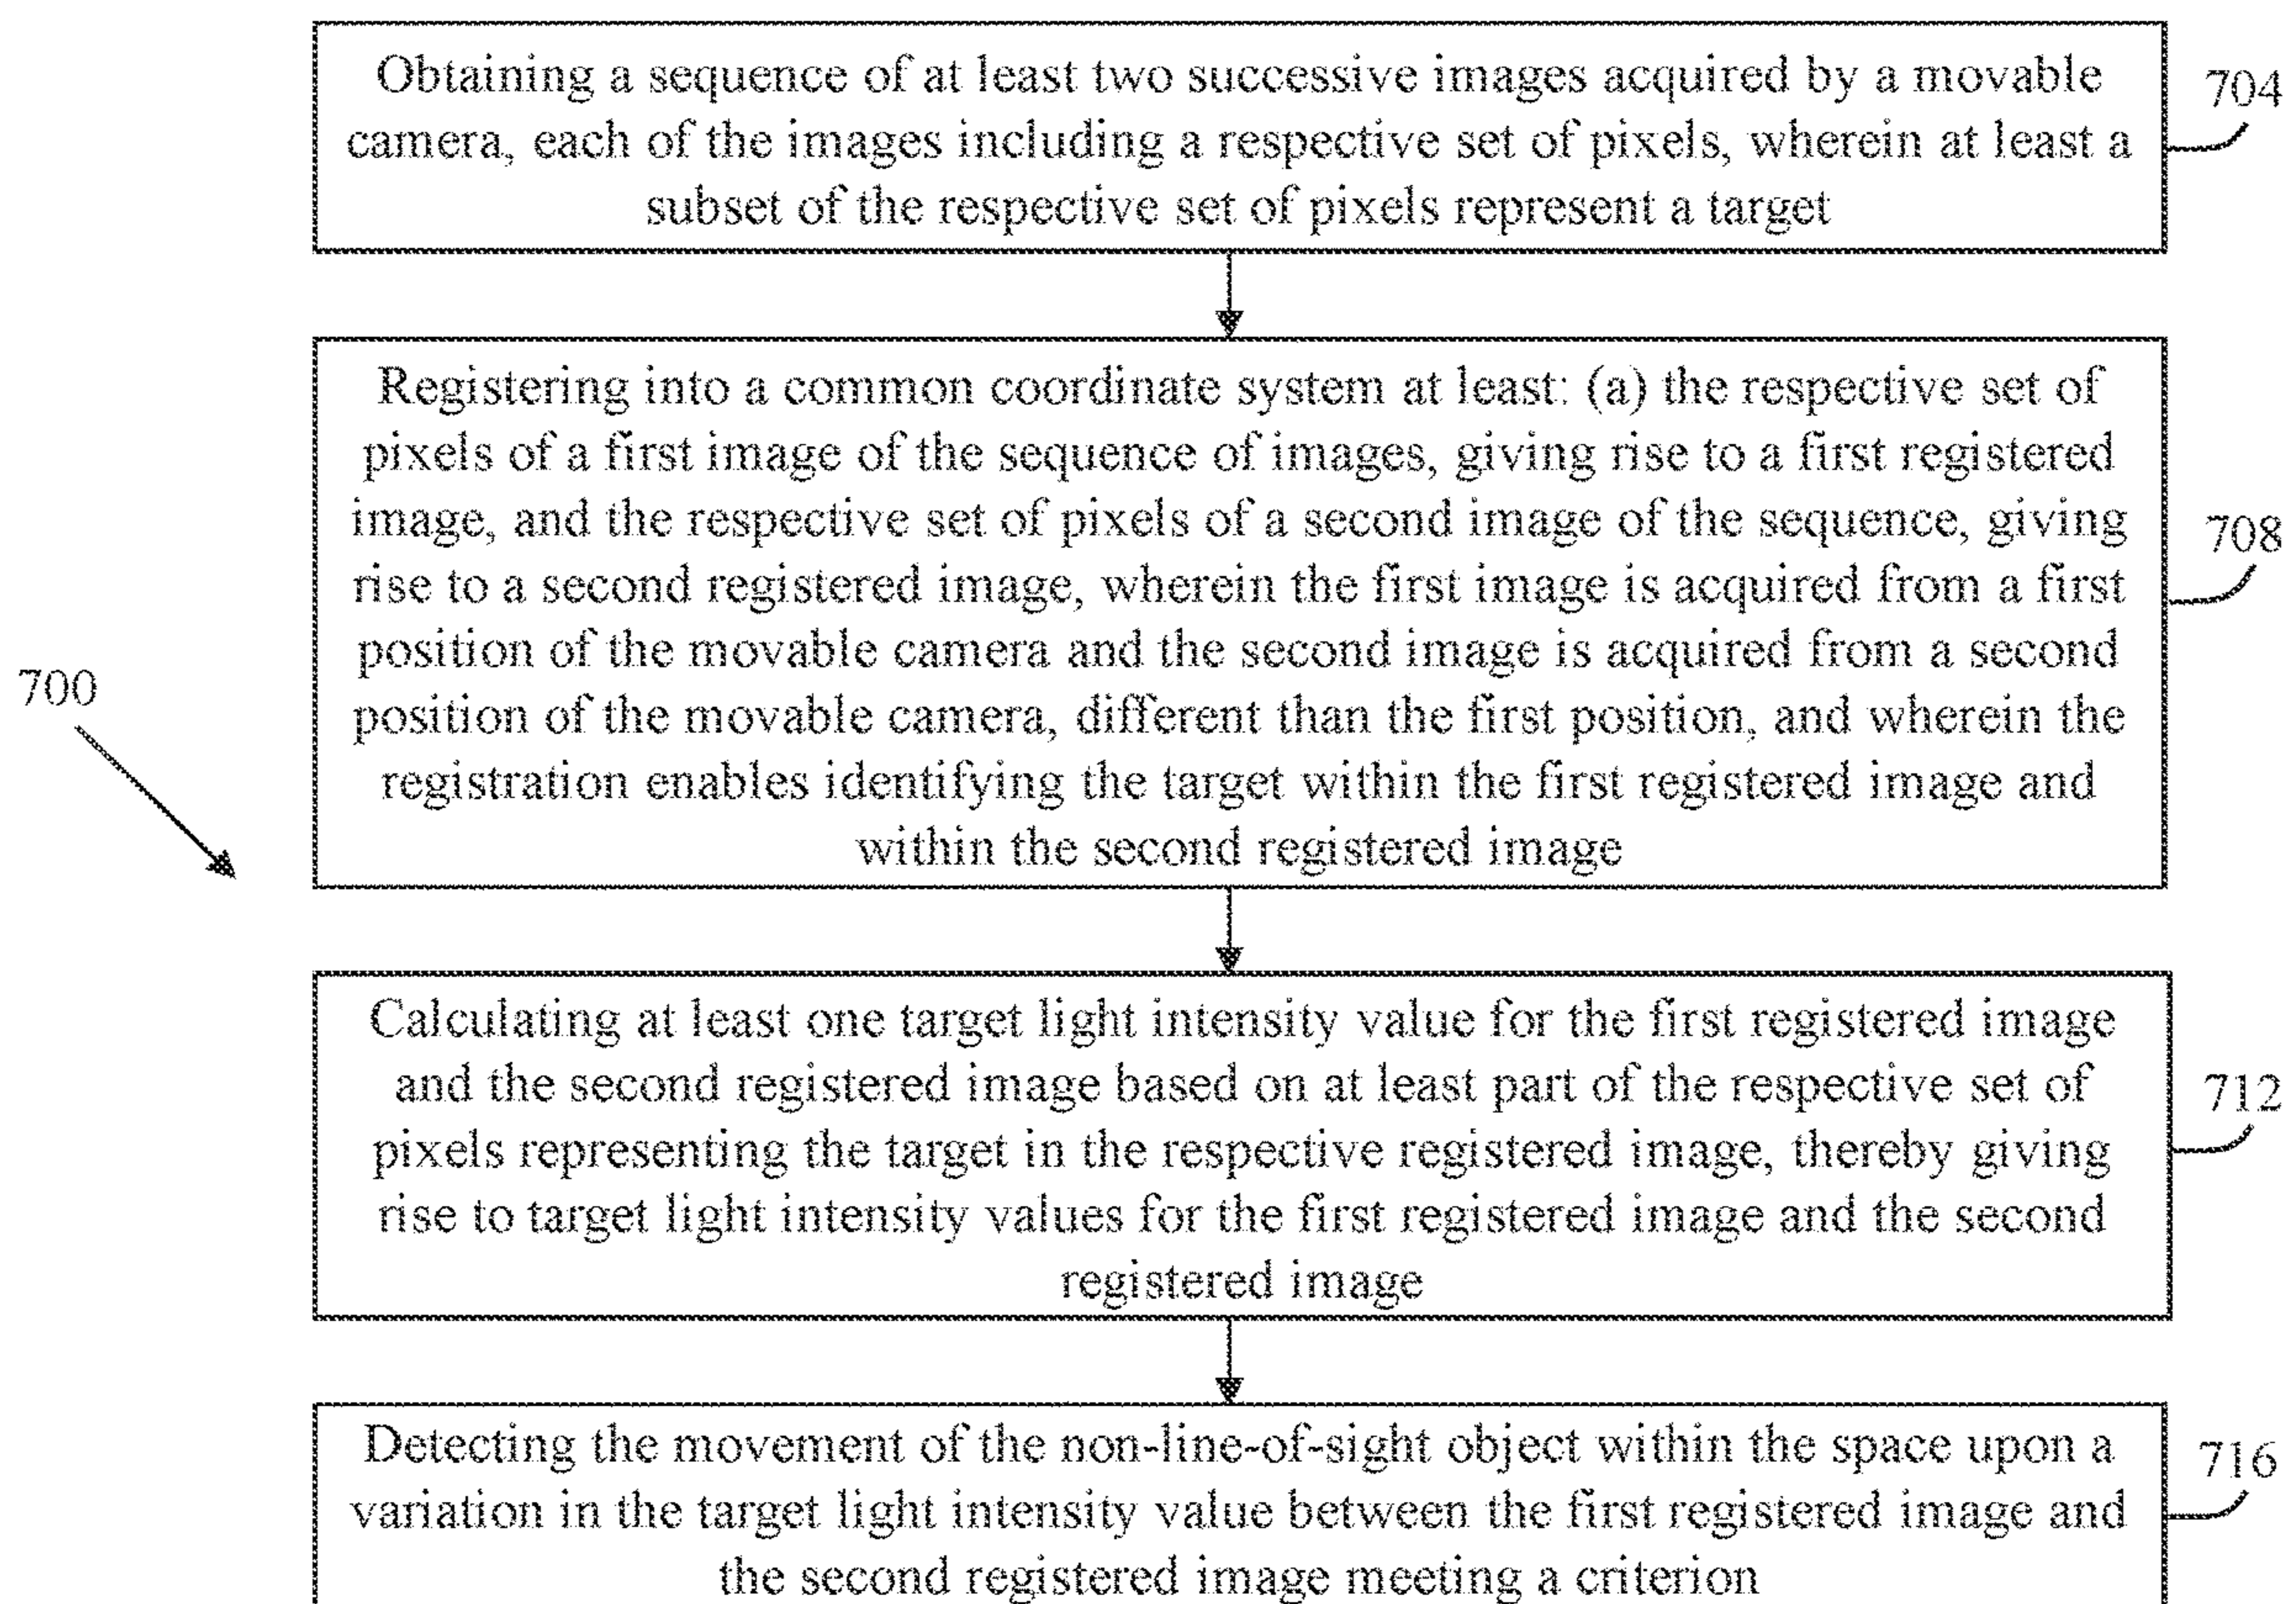 Obtaining a sequence of at least two successive images acquired by a movable
camera, each of the images including a respective set of pixels, wherein at least a
subset of the respective set of pixels represent a target
704
Registering into a common coordinate system at least: (a) the respective set of
pixels of a first image of the sequence of images, giving rise to a first registered
image, and the respective set of pixels of a second image of the sequence, giving
rise to a second registered image, wherein the first image is acquired from a first
position of the movable camera and the second image is acquired from a second
position of the movable camera, different than the first position, and wherein the
registration enables identifying the target within the first registered image and
within the second registered image
708
700
Calculating at least one target light intensity value for the first registered image
and the second registered image based on at least part of the respective set of
pixels representing the target in the respective registered image, thereby giving
rise to target light intensity values for the first registered image and the second
registered image
712
Detecting the movement of the non-line-of-sight object within the space upon a
variation in the target light intensity value between the first registered image and
the second registered image meeting a criterion
716